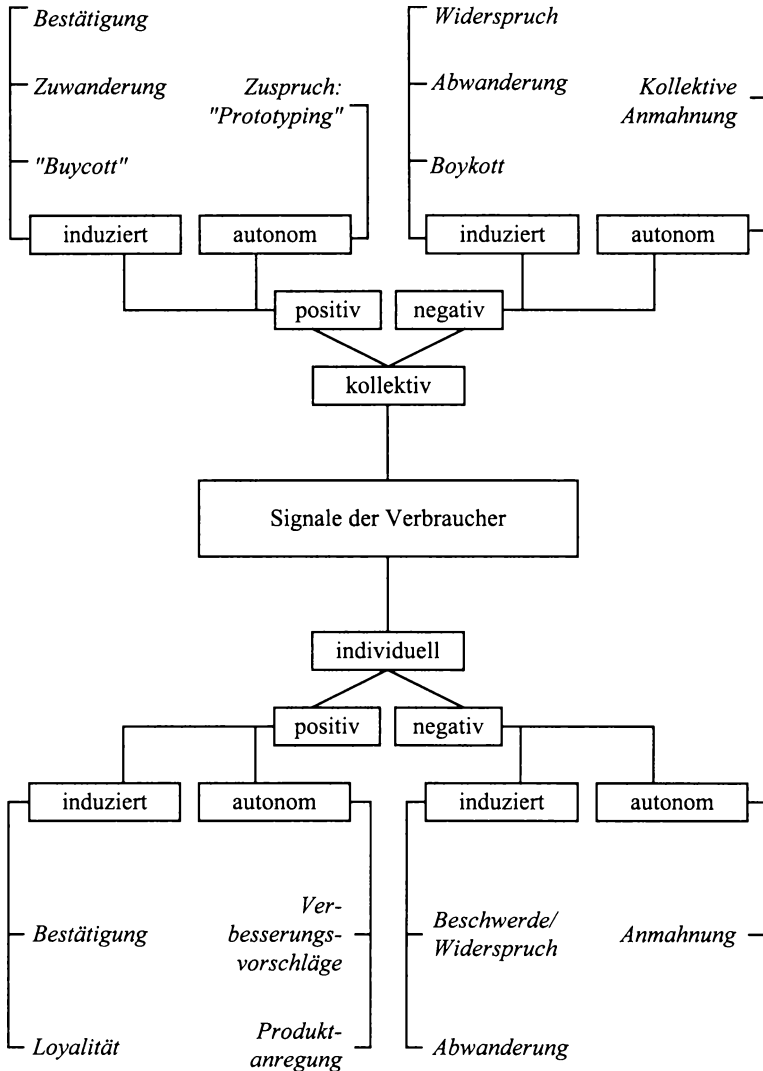 Bestätigung
Widerspruch
Zuwanderung
Zuspruch:
"Prototyping"
Abwanderung
Kollektive
Anmahnung
"Buycott"
Boykott
induziert
autonom
induziert
autonom
positiv
negativ
kollektiv
Signale der Verbraucher
individuell
positiv
negativ
induziert
autonom
induziert
autonom
Bestätigung
Ver-
besserungs-
vorschläge
Beschwerde/
Widerspruch
Anmahnung
Loyalität
Produkt-
anregung
Abwanderung